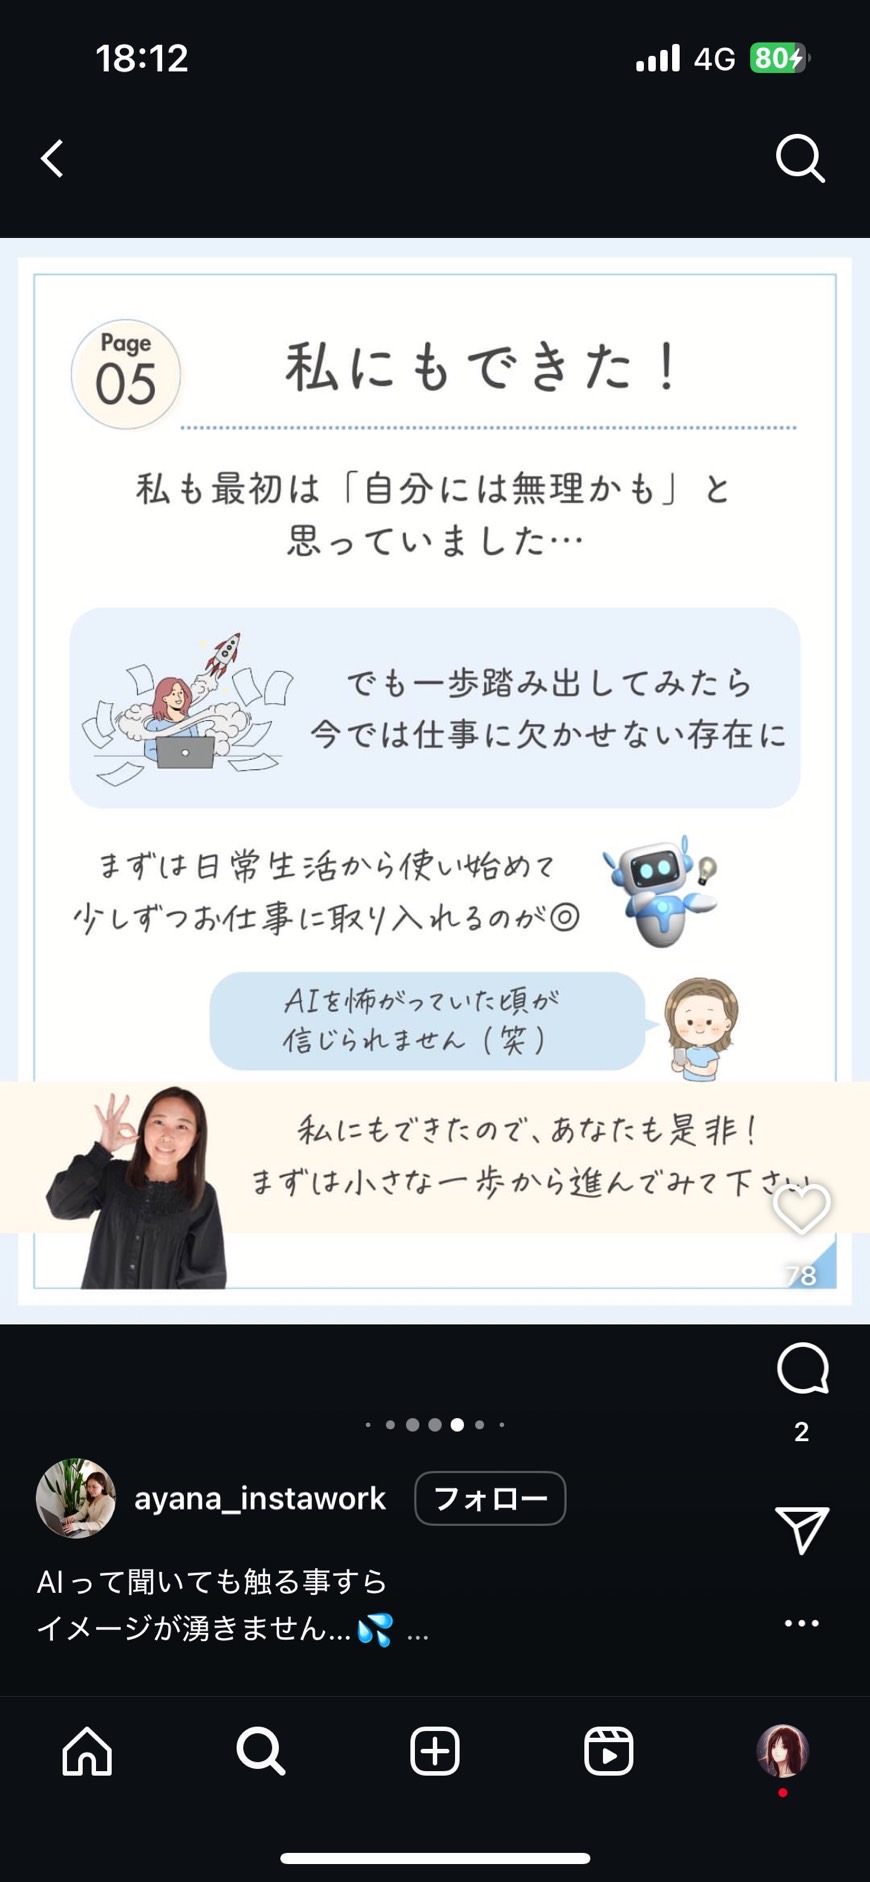 18:12
4G
80
Page
05
私にもできた！
私も最初は「自分には無理かも」と
思っていました…
でも一歩踏み出してみたら
今では仕事に欠かせない存在に
まずは日常生活から使い始めて
少しずつお仕事に取り入れるのが◎
AIを怖がっていた頃が
信じられません（笑）
私にもできたので、あなたも是非！
まずは小さな一歩から進んでみて下さい
78
2
ayana_instawork
フォロー
AIって聞いても触る事すら
イメージが湧きません...💦 ...